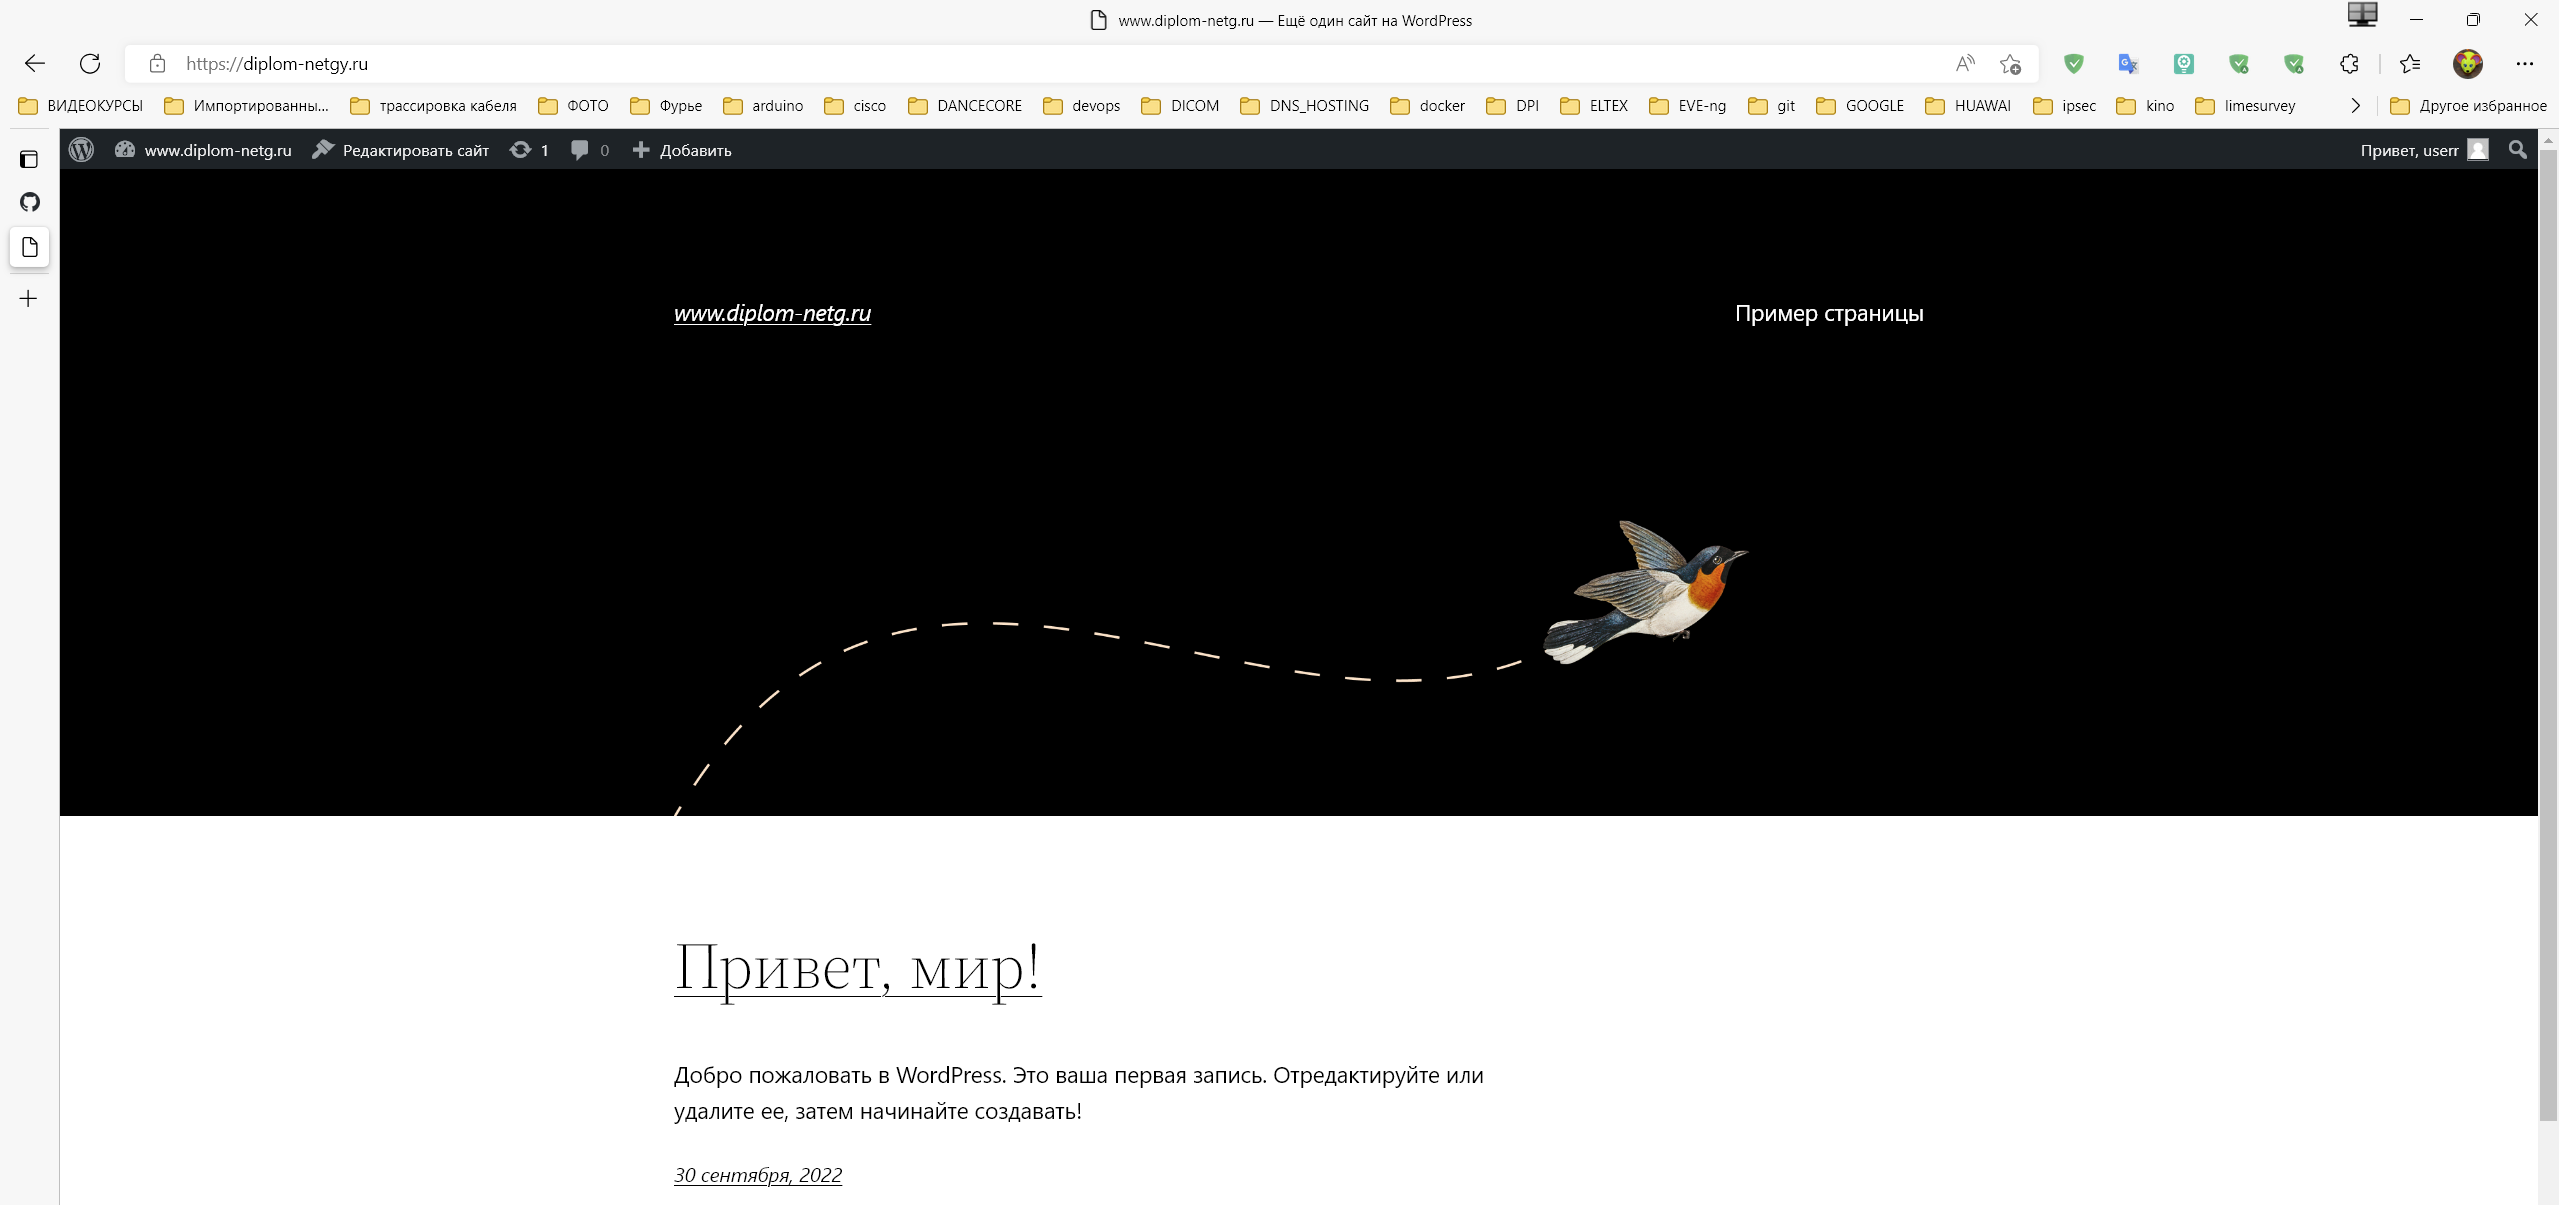 www.diplom-netg.ru — Ещё один сайт на WordPress
https://diplom-netgy.ru
ВИДЕОКУРСЫ Импортированны... трассировка кабеля ФОТО Фурье arduino cisco DANCECORE devops DICOM DNS_HOSTING docker DPI ELTEX EVE-ng git GOOGLE HUAWAI ipsec kino limesurvey Другое избранное
www.diplom-netg.ru Редактировать сайт 1 0 Добавить Привет, userr
www.diplom-netg.ru Пример страницы
Привет, мир!
Добро пожаловать в WordPress. Это ваша первая запись. Отредактируйте или
удалите ее, затем начинайте создавать!
30 сентября, 2022